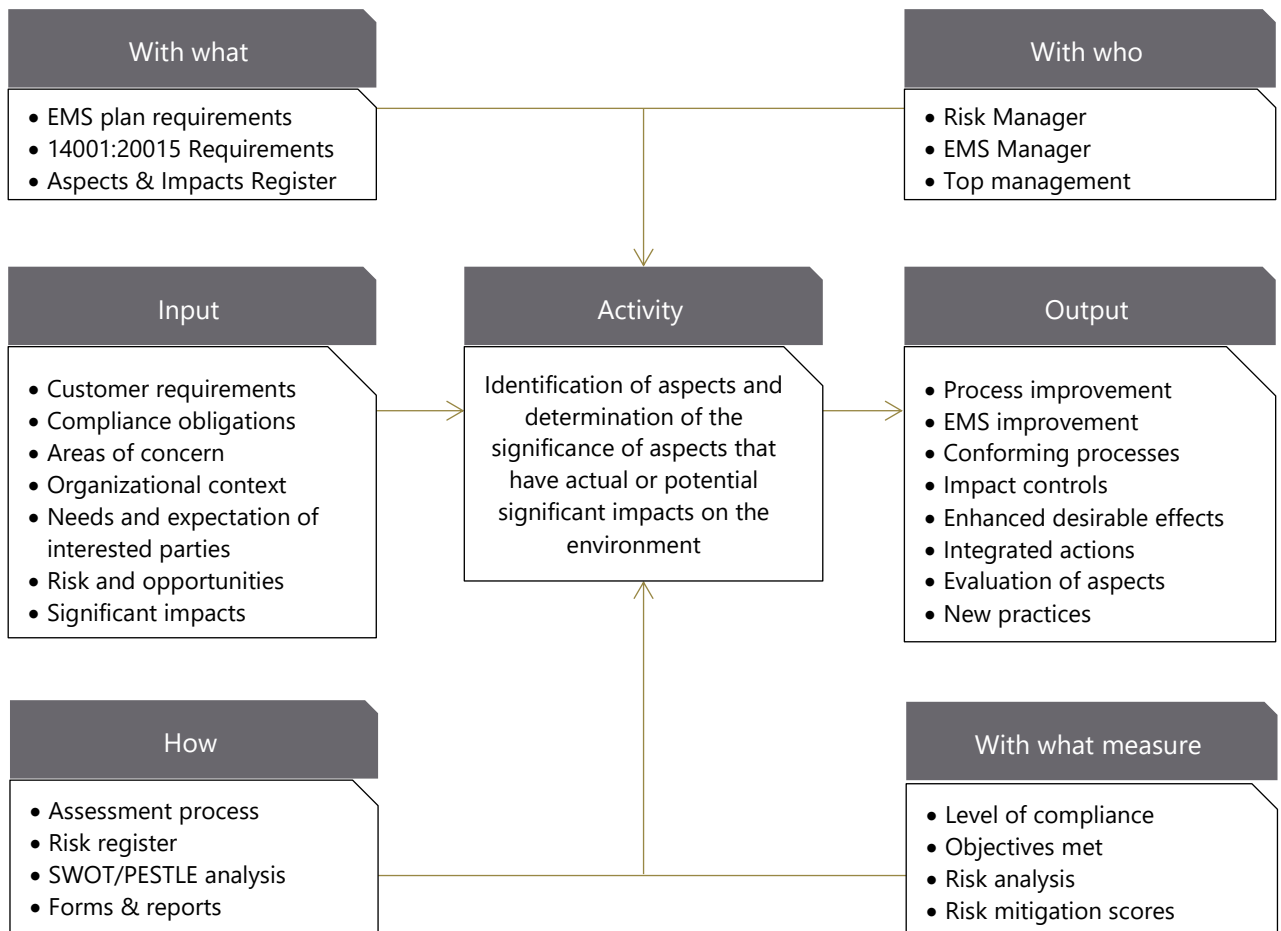 With what
• EMS plan requirements
• 14001:20015 Requirements
• Aspects & Impacts Register
With who
• Risk Manager
• EMS Manager
• Top management
Input
• Customer requirements
• Compliance obligations
• Areas of concern
• Organizational context
• Needs and expectation of
interested parties
• Risk and opportunities
• Significant impacts
Activity
Identification of aspects and
determination of the
significance of aspects that
have actual or potential
significant impacts on the
environment
Output
• Process improvement
• EMS improvement
• Conforming processes
• Impact controls
• Enhanced desirable effects
• Integrated actions
• Evaluation of aspects
• New practices
How
• Assessment process
• Risk register
• SWOT/PESTLE analysis
• Forms & reports
With what measure
• Level of compliance
• Objectives met
• Risk analysis
• Risk mitigation scores